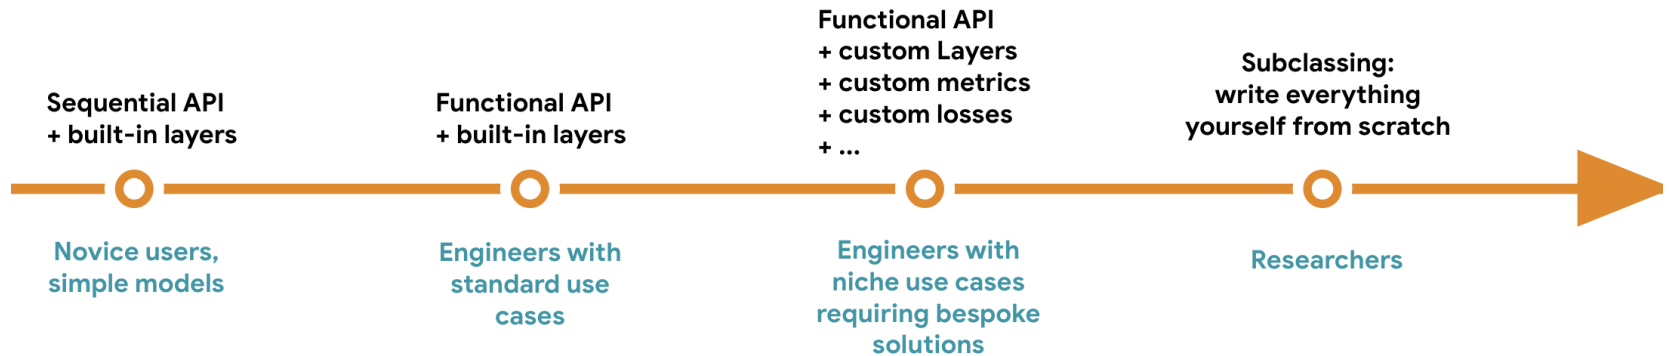 Sequential API
+ built-in layers
Novice users,
simple models
Functional API
+ built-in layers
Engineers with
standard use
cases
Functional API
+ custom Layers
+ custom metrics
+ custom losses
+ ...
Engineers with
niche use cases
requiring bespoke
solutions
Subclassing:
write everything
yourself from scratch
Researchers